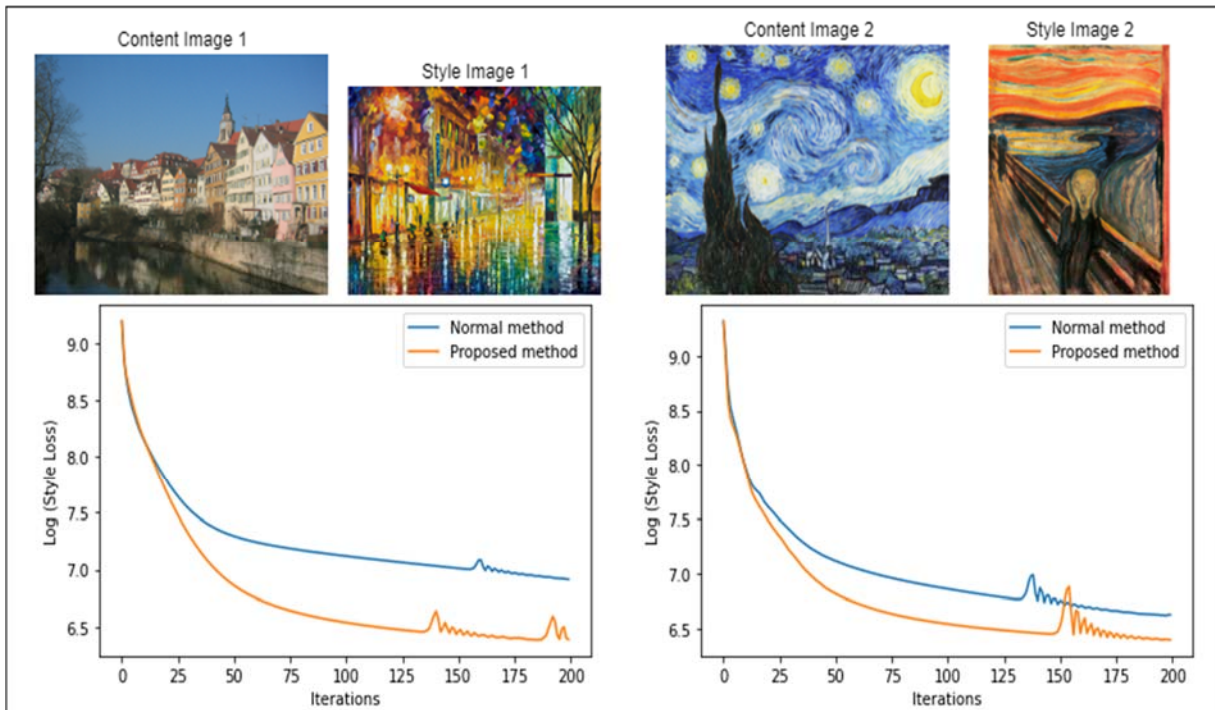 Content Image 1
Style Image 1
Content Image 2
Style Image 2
Normal method
Proposed method
Log (Style Loss)
9.0
8.5
8.0
7.5
7.0
6.5
0 25 50 75 100 125 150 175 200
Iterations
Normal method
Proposed method
Log (Style Loss)
9.0
8.5
8.0
7.5
7.0
6.5
0 25 50 75 100 125 150 175 200
Iterations